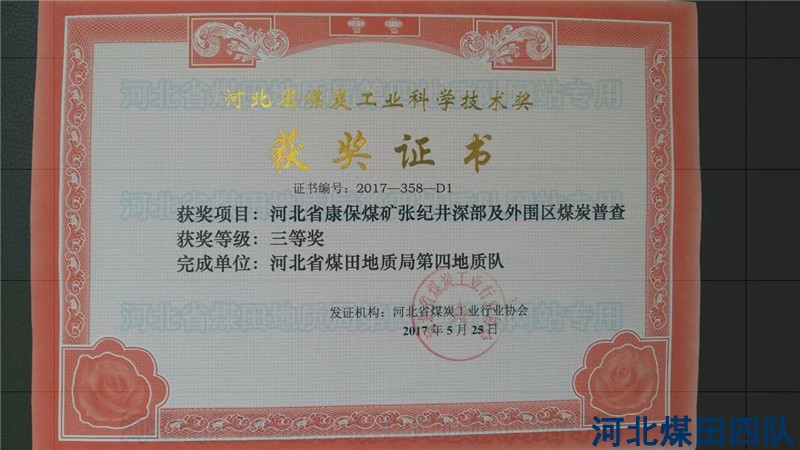 河北省煤炭工业科学技术奖
获奖证书
证书编号：2017—358—D1
获奖项目：河北省康保煤矿张纪井深部及外围区煤炭普查
获奖等级：三等奖
完成单位：河北省煤田地质局第四地质队
发证机构：河北省煤炭工业行业协会
2017年5月25日
河北煤田四队